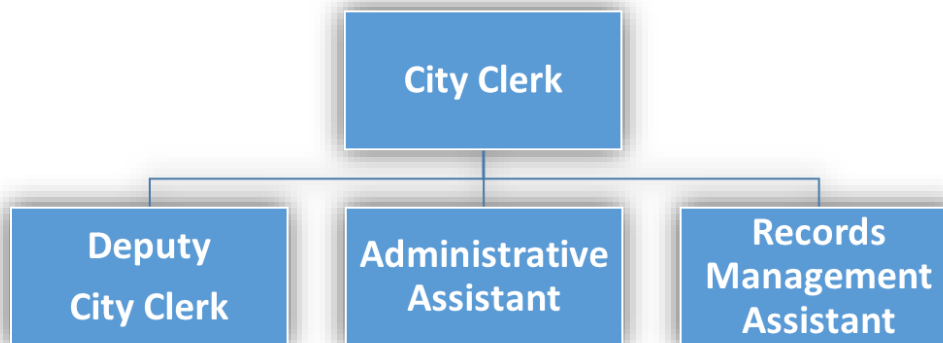 City Clerk
Deputy
City Clerk
Administrative
Assistant
Records
Management
Assistant